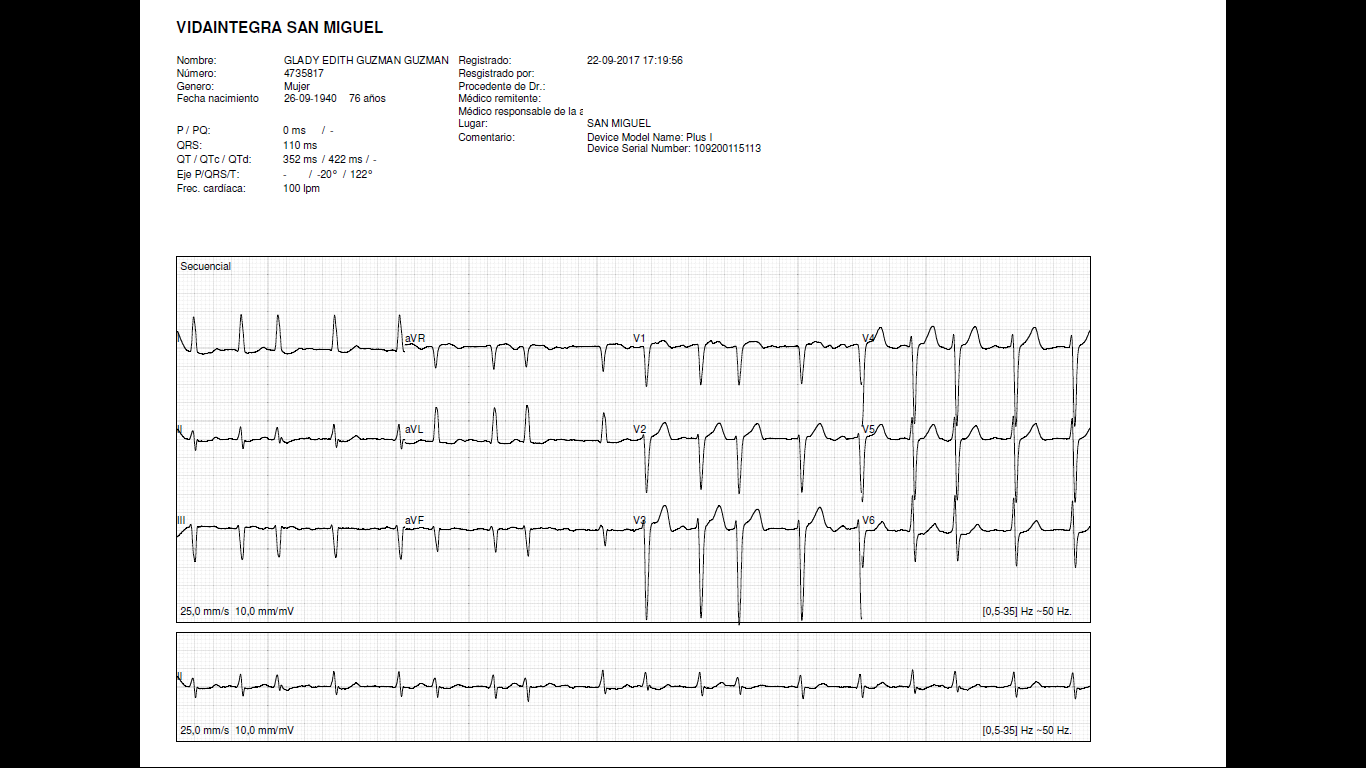 VIDAINTEGRA SAN MIGUEL
Nombre: GLADY EDITH GUZMAN GUZMAN Registrado: 22-09-2017 17:19:56
Número: 4735817 Resgistrado por:
Genero: Mujer Procedente de Dr.:
Fecha nacimiento 26-09-1940 76 años Médico remitente:
Médico responsable de la a
Lugar: SAN MIGUEL
P / PQ: 0 ms / - Comentario: Device Model Name: Plus I
QRS: 110 ms Device Serial Number: 109200115113
QT / QTc / QTd: 352 ms / 422 ms / -
Eje P/QRS/T: - / -20° / 122°
Frec. cardíaca: 100 lpm
Secuencial
I aVR V1 V4
II aVL V2 V5
III aVF V3 V6
25,0 mm/s 10,0 mm/mV [0,5-35] Hz ~50 Hz.
II
25,0 mm/s 10,0 mm/mV [0,5-35] Hz ~50 Hz.